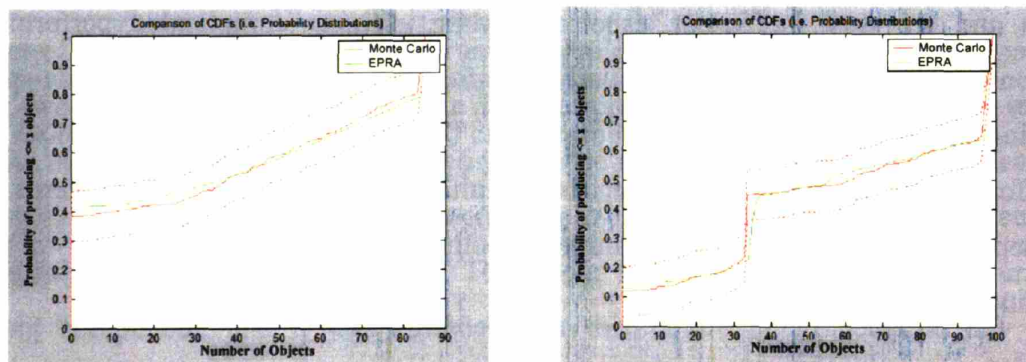 Comparison of CDFs (i.e. Probability Distributions)
Monte Carlo
EPRA
Probability of producing <= x objects
1
0.9
0.8
0.7
0.6
0.5
0.4
0.3
0.2
0.1
0
0 10 20 30 40 50 60 70 80 90
Number of Objects
Comparison of CDFs (i.e. Probability Distributions)
Monte Carlo
EPRA
Probability of producing <= x objects
1
0.9
0.8
0.7
0.6
0.5
0.4
0.3
0.2
0.1
0
0 10 20 30 40 50 60 70 80 90 100
Number of Objects